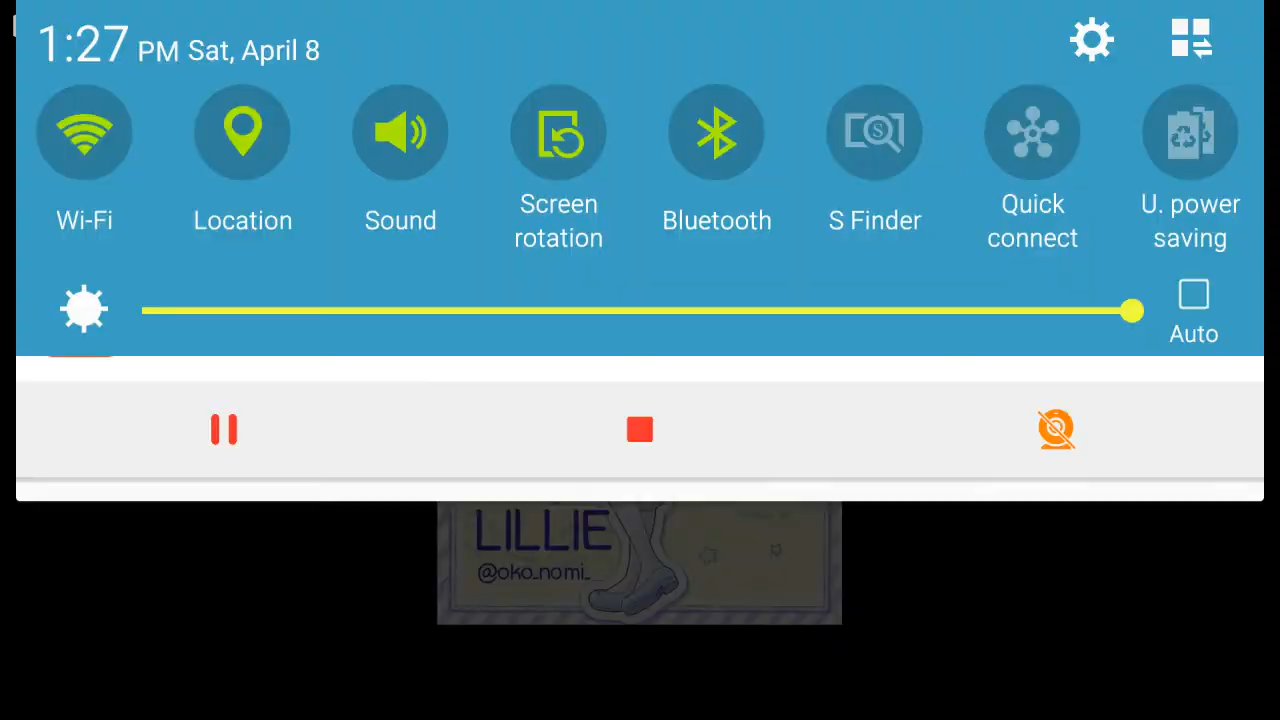 1:27 PM Sat, April 8
Wi-Fi
Location
Sound
Screen
rotation
Bluetooth
S Finder
Quick
connect
U. power
saving
Auto
LILLIE
@oko_nomi_